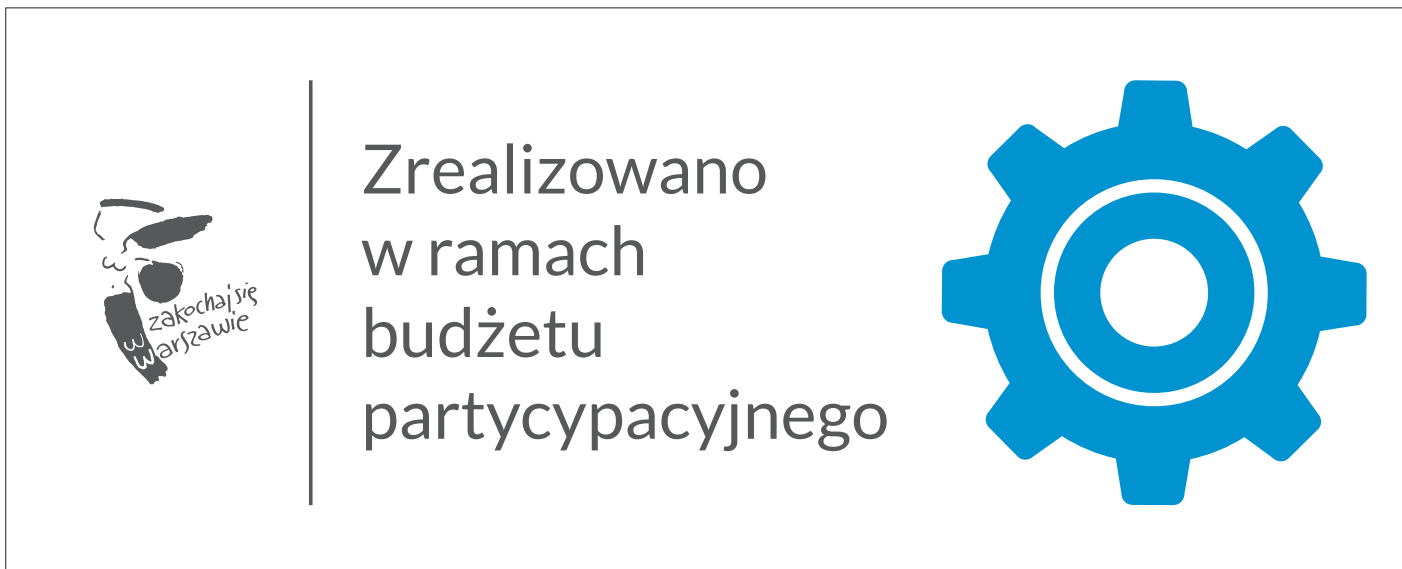 zakochaj się
w
warszawie
Zrealizowano
w ramach
budżetu
partycypacyjnego